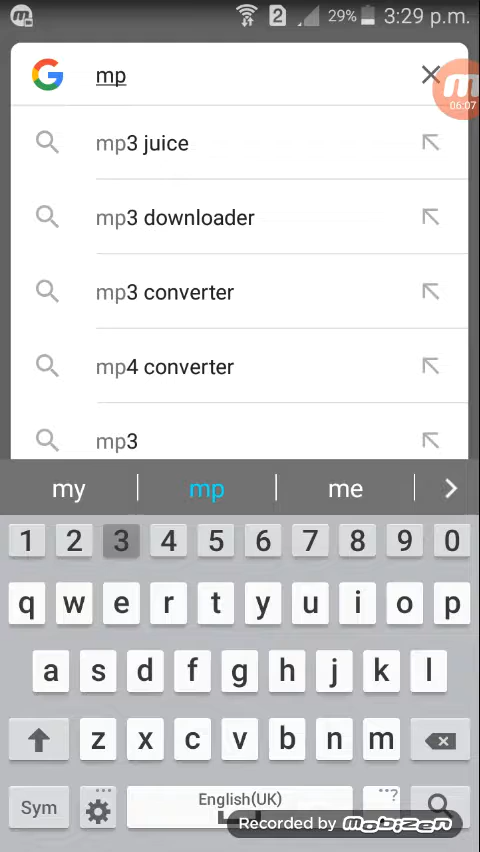 2 29% 3:29 p.m.
mp
06:07
mp3 juice
mp3 downloader
mp3 converter
mp4 converter
mp3
my mp me
1 2 3 4 5 6 7 8 9 0
q w e r t y u i o p
a s d f g h j k l
z x c v b n m
Sym English(UK) ...?
Recorded by mobizen